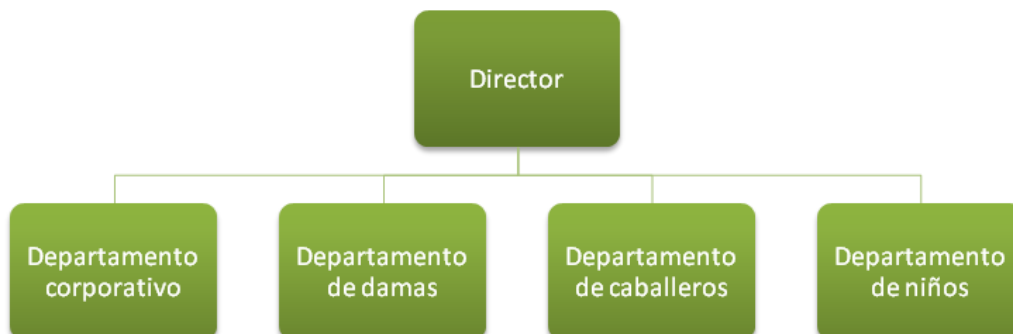 Director
Departamento
corporativo
Departamento
de damas
Departamento
de caballeros
Departamento
de niños